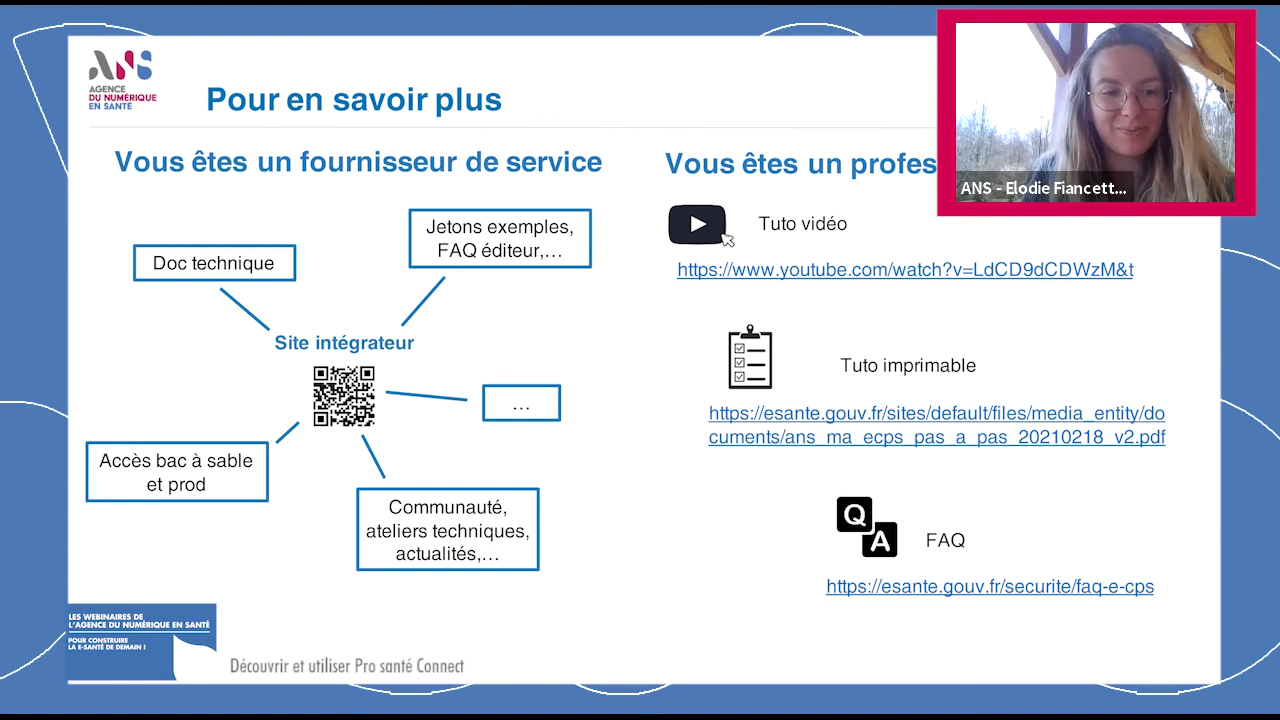 ANS
AGENCE
DU NUMÉRIQUE
EN SANTÉ
Pour en savoir plus
Vous êtes un fournisseur de service
Doc technique
Jetons exemples,
FAQ éditeur,…
Site intégrateur
…
Accès bac à sable
et prod
Communauté,
ateliers techniques,
actualités,…
Vous êtes un profes
Tuto vidéo
https://www.youtube.com/watch?v=LdCD9dCDWzM&t
Tuto imprimable
https://esante.gouv.fr/sites/default/files/media_entity/do
cuments/ans_ma_ecps_pas_a_pas_20210218_v2.pdf
Q
A
FAQ
https://esante.gouv.fr/securite/faq-e-cps
ANS - Elodie Fiancett...
LES WEBINAIRES DE
L'AGENCE DU NUMÉRIQUE EN SANTÉ
POUR CONSTRUIRE
LA E-SANTÉ DE DEMAIN !
Découvrir et utiliser Pro santé Connect